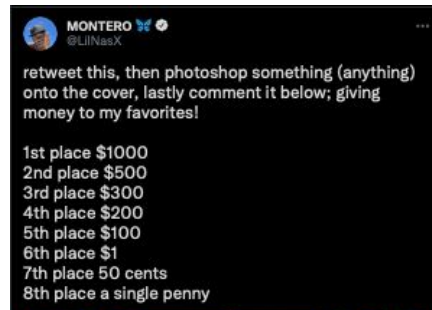 MONTERO 🦋
@LilNasX
retweet this, then photoshop something (anything)
onto the cover, lastly comment it below; giving
money to my favorites!
1st place $1000
2nd place $500
3rd place $300
4th place $200
5th place $100
6th place $1
7th place 50 cents
8th place a single penny